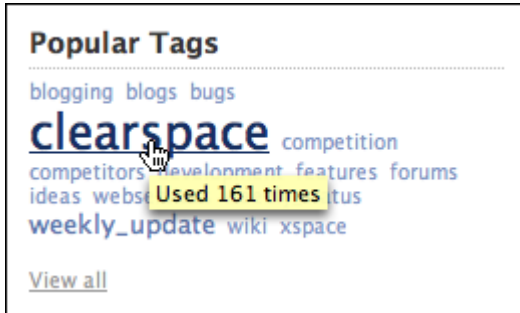 Popular Tags
blogging blogs bugs
clearspace competition
competitors development features forums
ideas
Used 161 times
weekly_update wiki xspace
View all